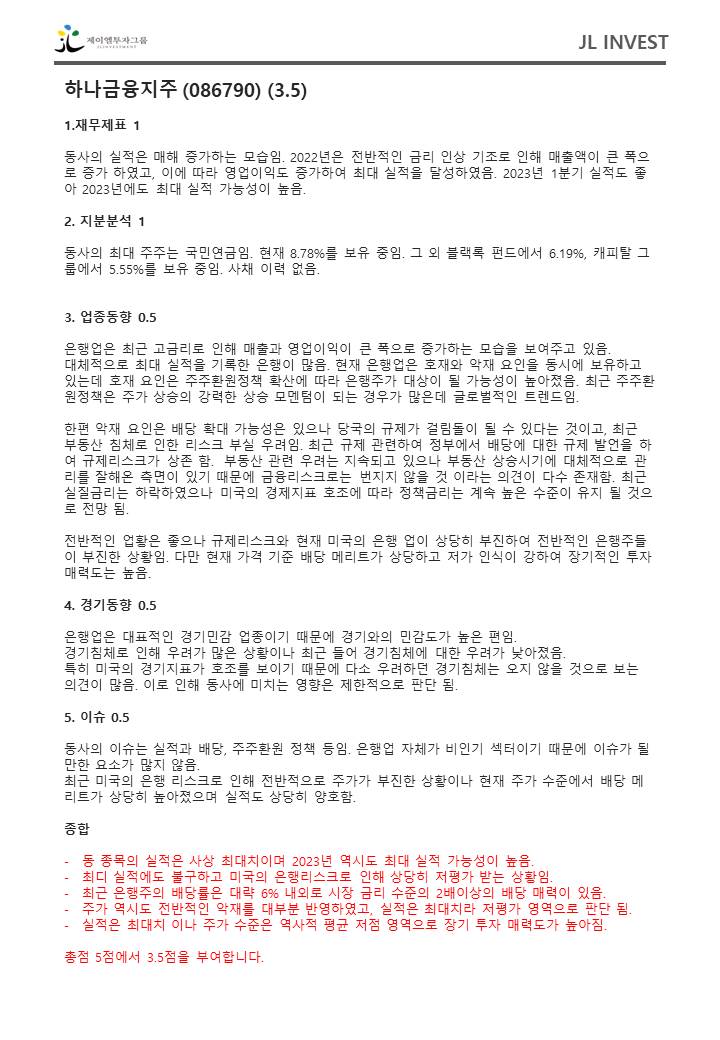 제이엘투자그룹
JLINVESTMENT
JL INVEST
하나금융지주 (086790) (3.5)
1.재무제표 1
동사의 실적은 매해 증가하는 모습임. 2022년은 전반적인 금리 인상 기조로 인해 매출액이 큰 폭으
로 증가 하였고, 이에 따라 영업이익도 증가하여 최대 실적을 달성하였음. 2023년 1분기 실적도 좋
아 2023년에도 최대 실적 가능성이 높음.
2. 지분분석 1
동사의 최대 주주는 국민연금임. 현재 8.78%를 보유 중임. 그 외 블랙록 펀드에서 6.19%, 캐피탈 그
룹에서 5.55%를 보유 중임. 사채 이력 없음.
3. 업종동향 0.5
은행업은 최근 고금리로 인해 매출과 영업이익이 큰 폭으로 증가하는 모습을 보여주고 있음.
대체적으로 최대 실적을 기록한 은행이 많음. 현재 은행업은 호재와 악재 요인을 동시에 보유하고
있는데 호재 요인은 주주환원정책 확산에 따라 은행주가 대상이 될 가능성이 높아졌음. 최근 주주환
원정책은 주가 상승의 강력한 상승 모멘텀이 되는 경우가 많은데 글로벌적인 트렌드임.
한편 악재 요인은 배당 확대 가능성은 있으나 당국의 규제가 걸림돌이 될 수 있다는 것이고, 최근
부동산 침체로 인한 리스크 부실 우려임. 최근 규제 관련하여 정부에서 배당에 대한 규제 발언을 하
여 규제리스크가 상존 함. 부동산 관련 우려는 지속되고 있으나 부동산 상승시기에 대체적으로 관
리를 잘해온 측면이 있기 때문에 금융리스크로는 번지지 않을 것 이라는 의견이 다수 존재함. 최근
실질금리는 하락하였으나 미국의 경제지표 호조에 따라 정책금리는 계속 높은 수준이 유지 될 것으
로 전망 됨.
전반적인 업황은 좋으나 규제리스크와 현재 미국의 은행 업이 상당히 부진하여 전반적인 은행주들
이 부진한 상황임. 다만 현재 가격 기준 배당 메리트가 상당하고 저가 인식이 강하여 장기적인 투자
매력도는 높음.
4. 경기동향 0.5
은행업은 대표적인 경기민감 업종이기 때문에 경기와의 민감도가 높은 편임.
경기침체로 인해 우려가 많은 상황이나 최근 들어 경기침체에 대한 우려가 낮아졌음.
특히 미국의 경기지표가 호조를 보이기 때문에 다소 우려하던 경기침체는 오지 않을 것으로 보는
의견이 많음. 이로 인해 동사에 미치는 영향은 제한적으로 판단 됨.
5. 이슈 0.5
동사의 이슈는 실적과 배당, 주주환원 정책 등임. 은행업 자체가 비인기 섹터이기 때문에 이슈가 될
만한 요소가 많지 않음.
최근 미국의 은행 리스크로 인해 전반적으로 주가가 부진한 상황이나 현재 주가 수준에서 배당 메
리트가 상당히 높아졌으며 실적도 상당히 양호함.
종합
- 동 종목의 실적은 사상 최대치이며 2023년 역시도 최대 실적 가능성이 높음.
- 최디 실적에도 불구하고 미국의 은행리스크로 인해 상당히 저평가 받는 상황임.
- 최근 은행주의 배당률은 대략 6% 내외로 시장 금리 수준의 2배이상의 배당 매력이 있음.
- 주가 역시도 전반적인 악재를 대부분 반영하였고, 실적은 최대치라 저평가 영역으로 판단 됨.
- 실적은 최대치 이나 주가 수준은 역사적 평균 저점 영역으로 장기 투자 매력도가 높아짐.
총점 5점에서 3.5점을 부여합니다.